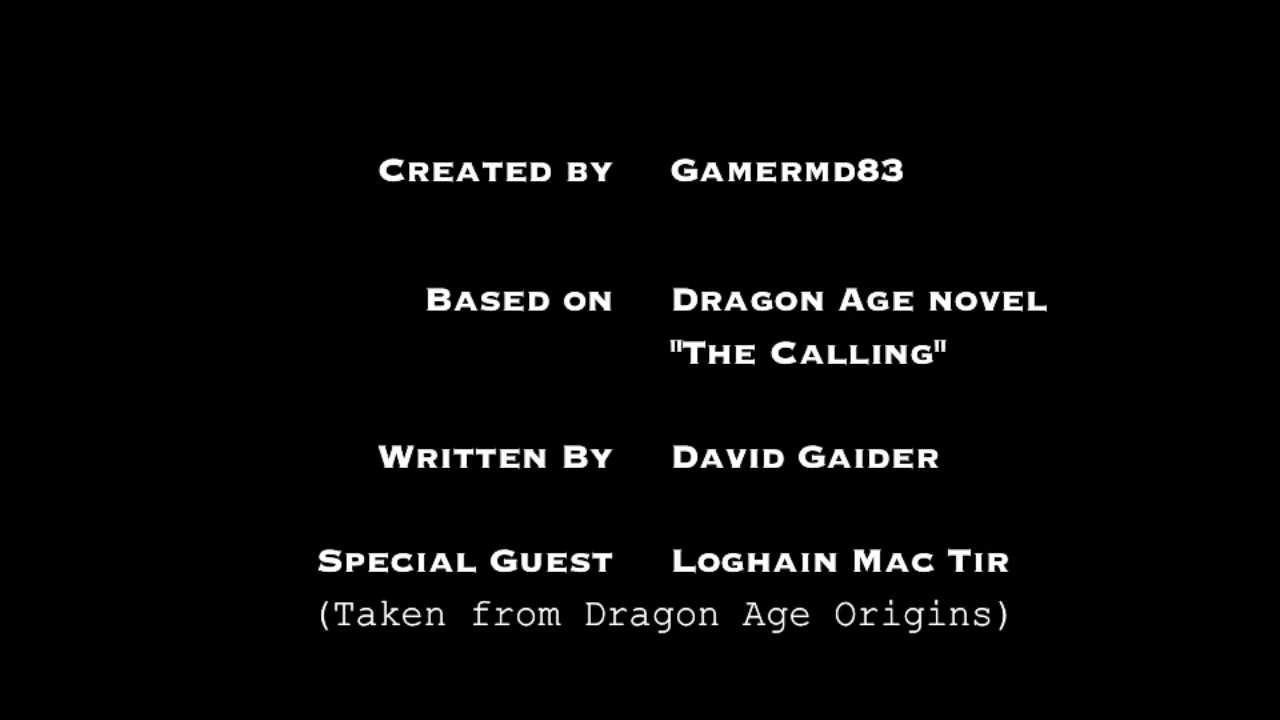 Created by Gamermd83
Based on Dragon Age novel
"The Calling"
Written By David Gaider
Special Guest Loghain Mac Tir
(Taken from Dragon Age Origins)